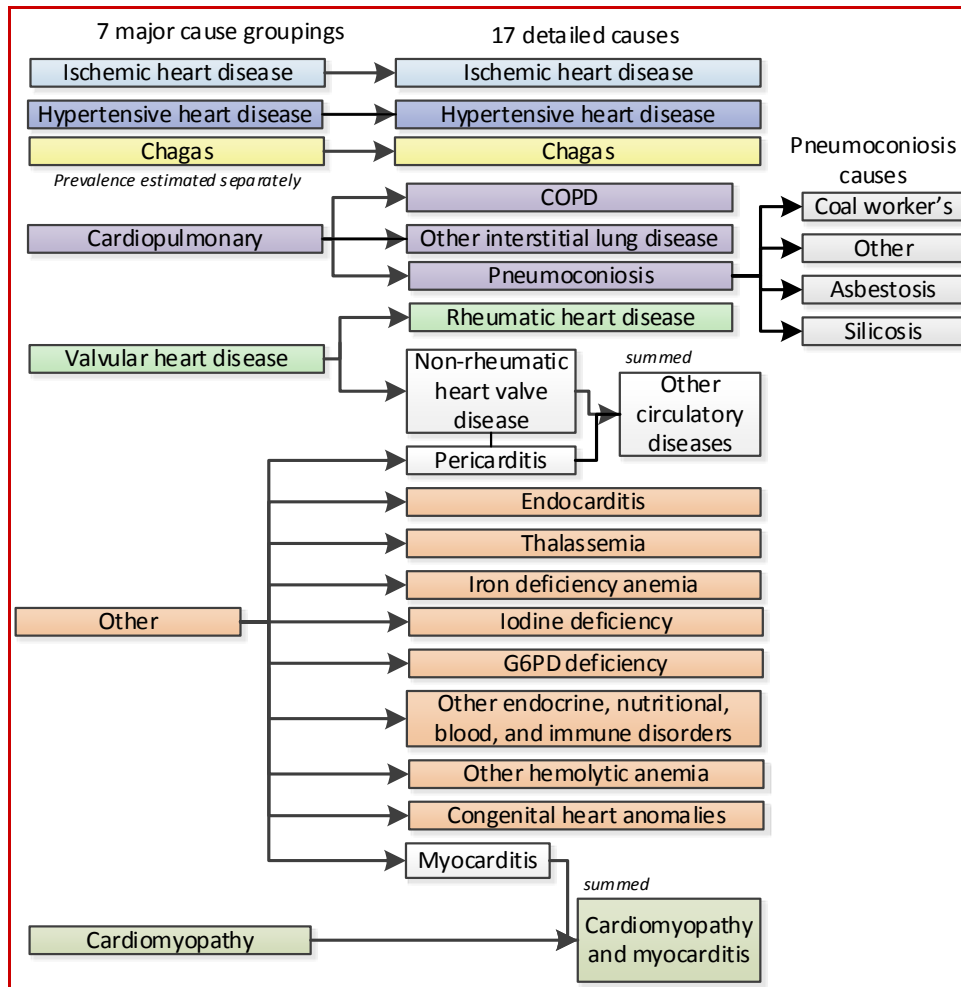 7 major cause groupings
17 detailed causes
Ischemic heart disease
Ischemic heart disease
Hypertensive heart disease
Hypertensive heart disease
Chagas
Chagas
Prevalence estimated separately
Pneumoconiosis
causes
Cardiopulmonary
COPD
Other interstitial lung disease
Pneumoconiosis
Coal worker's
Other
Asbestosis
Silicosis
Valvular heart disease
Rheumatic heart disease
Non-rheumatic
heart valve
disease
summed
Other
circulatory
diseases
Pericarditis
Other
Endocarditis
Thalassemia
Iron deficiency anemia
Iodine deficiency
G6PD deficiency
Other endocrine, nutritional,
blood, and immune disorders
Other hemolytic anemia
Congenital heart anomalies
Myocarditis
summed
Cardiomyopathy
Cardiomyopathy
and myocarditis